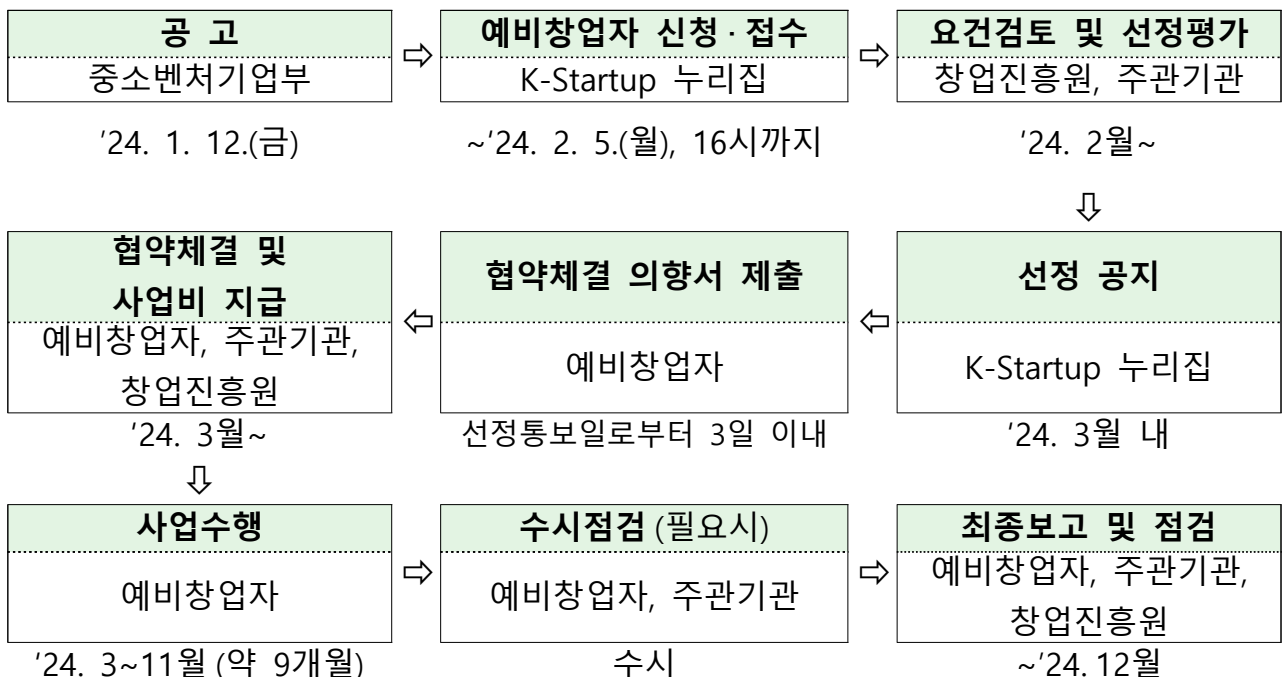 공 고
중소벤처기업부
'24. 1. 12.(금)
⇨
예비창업자 신청·접수
K-Startup 누리집
~'24. 2. 5.(월), 16시까지
⇨
요건검토 및 선정평가
창업진흥원, 주관기관
'24. 2월~
⇩
선정 공지
K-Startup 누리집
'24. 3월 내
⇦
협약체결 의향서 제출
예비창업자
선정통보일로부터 3일 이내
⇦
협약체결 및
사업비 지급
예비창업자, 주관기관,
창업진흥원
'24. 3월~
⇩
사업수행
예비창업자
'24. 3~11월 (약 9개월)
⇨
수시점검 (필요시)
예비창업자, 주관기관
수시
⇨
최종보고 및 점검
예비창업자, 주관기관,
창업진흥원
~'24. 12월